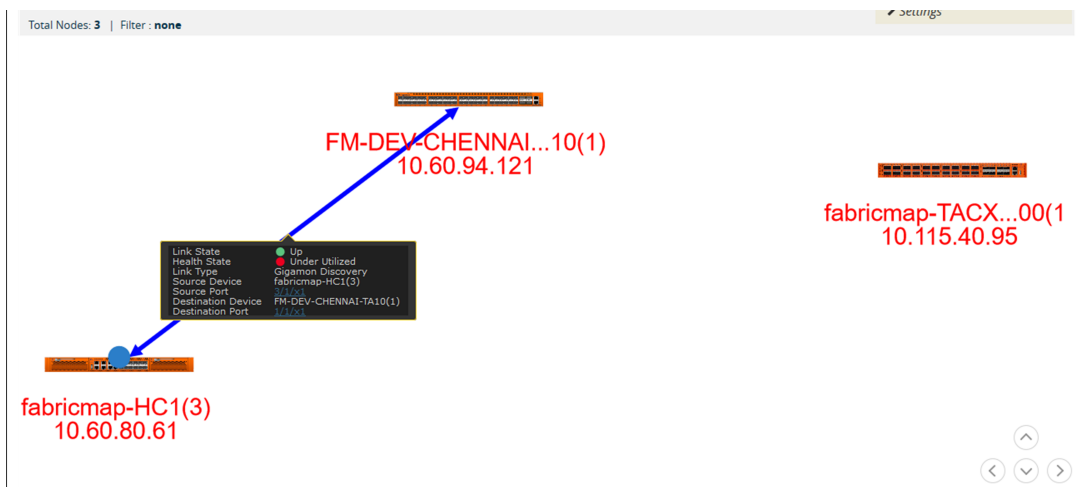 Settings
Total Nodes: 3 | Filter : none
FM-DEV-CHENNAI...10(1)
10.60.94.121
fabricmap-TACX...00(1
10.115.40.95
Link State Up
Health State Under Utilized
Link Type Gigamon Discovery
Source Device fabricmap-HC1(3)
Source Port 3/1/x1
Destination Device FM-DEV-CHENNAI-TA10(1)
Destination Port 1/1/x1
fabricmap-HC1(3)
10.60.80.61